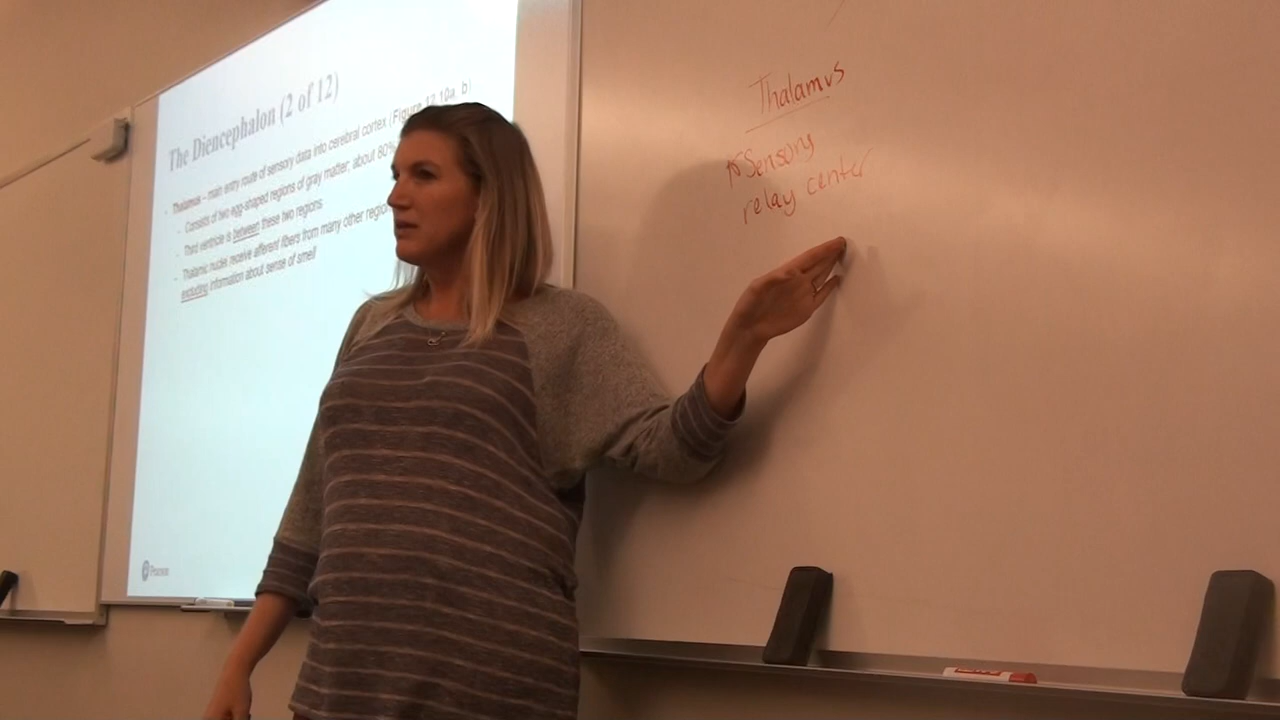 The Diencephalon (2 of 12)
Thalamus – main entry route of sensory data into cerebral cortex (Figure 12.10a, b)
Consists of two egg-shaped regions of gray matter; about 80%
Third ventricle is between these two regions
Thalamic nuclei receive afferent fibers from many other regions
excluding information about sense of smell
Pearson
Thalamus
Sensory
relay center